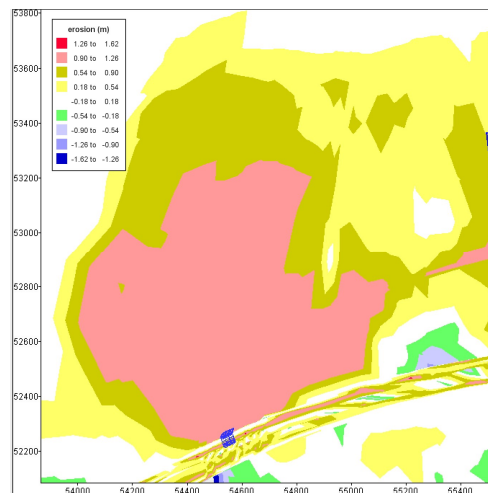 53800
erosion (m)
1.26 to 1.62
0.90 to 1.26
0.54 to 0.90
0.18 to 0.54
-0.18 to 0.18
-0.54 to -0.18
-0.90 to -0.54
-1.26 to -0.90
-1.62 to -1.26
53600
53400
53200
53000
52800
52600
52400
52200
54000 54200 54400 54600 54800 55000 55200 55400